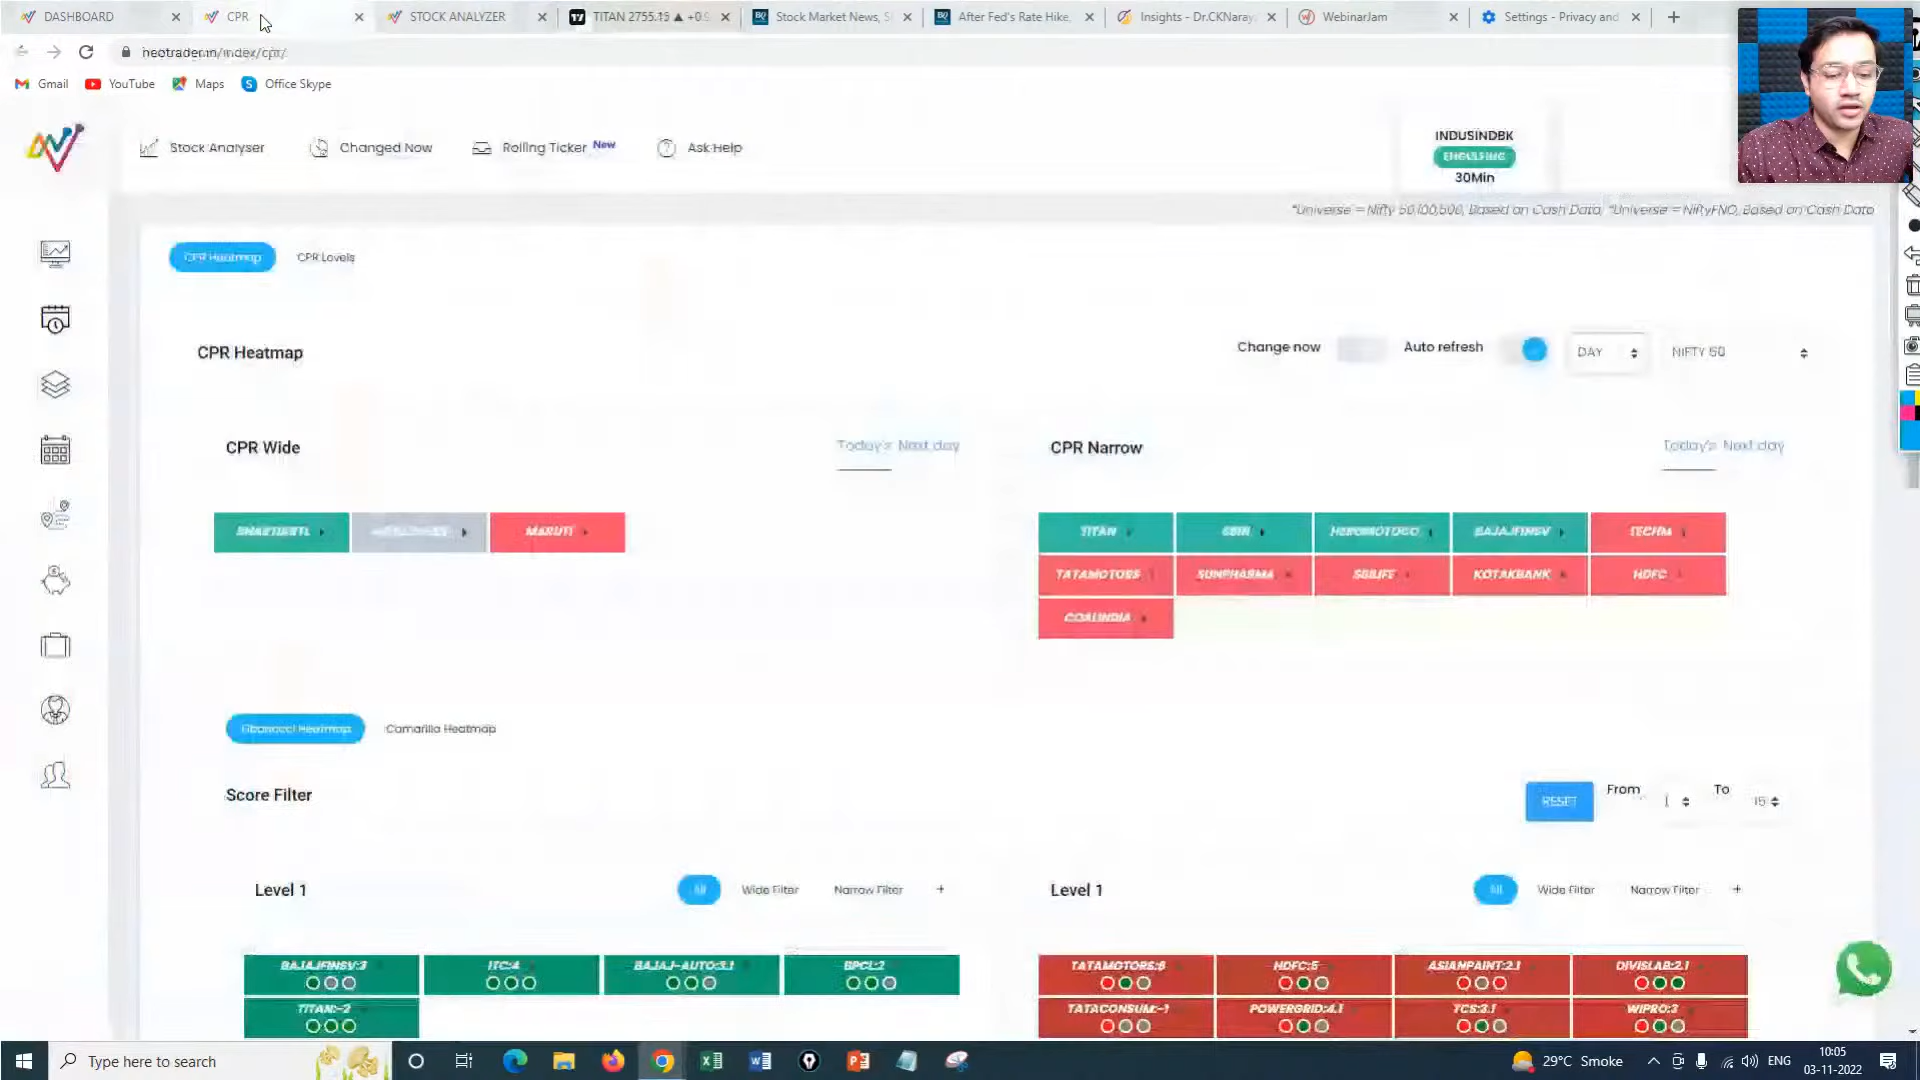 DASHBOARD
CPR
STOCK ANALYZER
TITAN 2755.15 ▲ +0.
Stock Market News, S
After Fed's Rate Hike,
Insights - Dr.CKNaray
WebinarJam
Settings - Privacy and
neotrader.in/index/cpr/
Gmail
YouTube
Maps
Office Skype
Stock Analyser
Changed Now
Rolling Ticker New
Ask Help
INDUSINDBK
ENGULFING
30Min
*Universe = Nifty 50,100,500, Based on Cash Data, *Universe = NiftyFNO, Based on Cash Data
CPR Heatmap
CPR Levels
CPR Heatmap
Change now
Auto refresh
DAY
NIFTY 50
CPR Wide
Today's Next day
CPR Narrow
Today's Next day
BHARTIARTL
MARUTI
TITAN
SBIN
HEROMOTOCO
BAJAJFINSV
TECHM
TATAMOTORS
SUNPHARMA
SBILIFE
KOTAKBANK
HDFC
COALINDIA
Fibonacci Heatmap
Camarilla Heatmap
Score Filter
RESET
From
1
To
15
Level 1
All
Wide Filter
Narrow Filter
+
Level 1
All
Wide Filter
Narrow Filter
+
BAJAJFINSV:3
ITC:4
BAJAJ-AUTO:3.1
BPCL:2
TITAN:-2
TATAMOTORS:6
HDFC:5
ASIANPAINT:2.1
DIVISLAB:2.1
TATACONSUM:-1
POWERGRID:4.1
TCS:3.1
WIPRO:3
Type here to search
29°C Smoke
ENG
10:05
03-11-2022